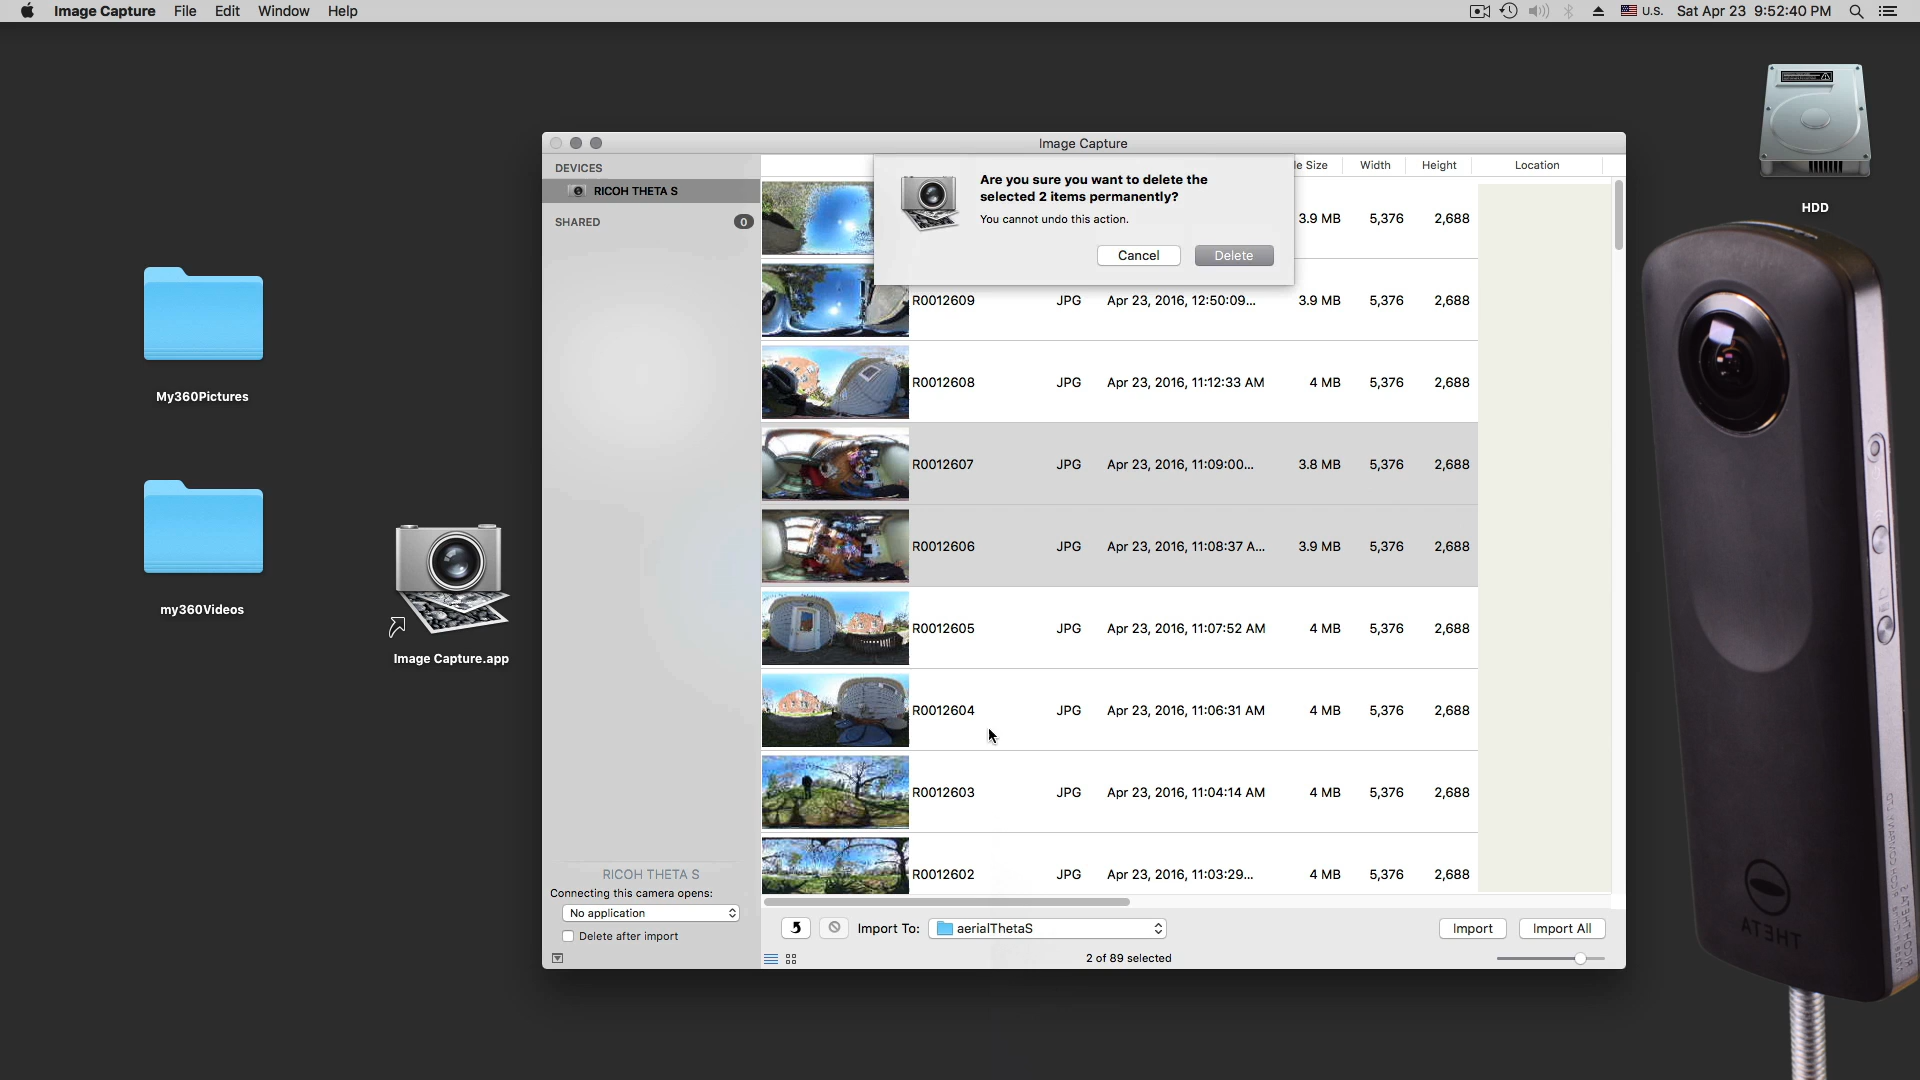 Image Capture File Edit Window Help
U.S. Sat Apr 23 9:52:40 PM
HDD
My360Pictures
my360Videos
Image Capture.app
Image Capture
DEVICES
RICOH THETA S
SHARED 0
le Size Width Height Location
Are you sure you want to delete the
selected 2 items permanently?
You cannot undo this action.
Cancel Delete
3.9 MB 5,376 2,688
R0012609 JPG Apr 23, 2016, 12:50:09... 3.9 MB 5,376 2,688
R0012608 JPG Apr 23, 2016, 11:12:33 AM 4 MB 5,376 2,688
R0012607 JPG Apr 23, 2016, 11:09:00... 3.8 MB 5,376 2,688
R0012606 JPG Apr 23, 2016, 11:08:37 A... 3.9 MB 5,376 2,688
R0012605 JPG Apr 23, 2016, 11:07:52 AM 4 MB 5,376 2,688
R0012604 JPG Apr 23, 2016, 11:06:31 AM 4 MB 5,376 2,688
R0012603 JPG Apr 23, 2016, 11:04:14 AM 4 MB 5,376 2,688
R0012602 JPG Apr 23, 2016, 11:03:29... 4 MB 5,376 2,688
RICOH THETA S
Connecting this camera opens:
No application
Delete after import
Import To: aerialThetaS Import Import All
2 of 89 selected
THETA